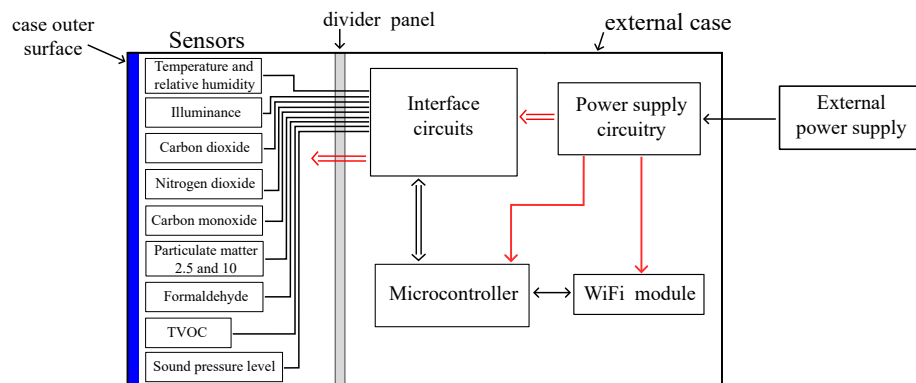 case outer
surface
Sensors
divider panel
external case
Temperature and
relative humidity
Illuminance
Carbon dioxide
Nitrogen dioxide
Carbon monoxide
Particulate matter
2.5 and 10
Formaldehyde
TVOC
Sound pressure level
Interface
circuits
Power supply
circuitry
External
power supply
Microcontroller
WiFi module